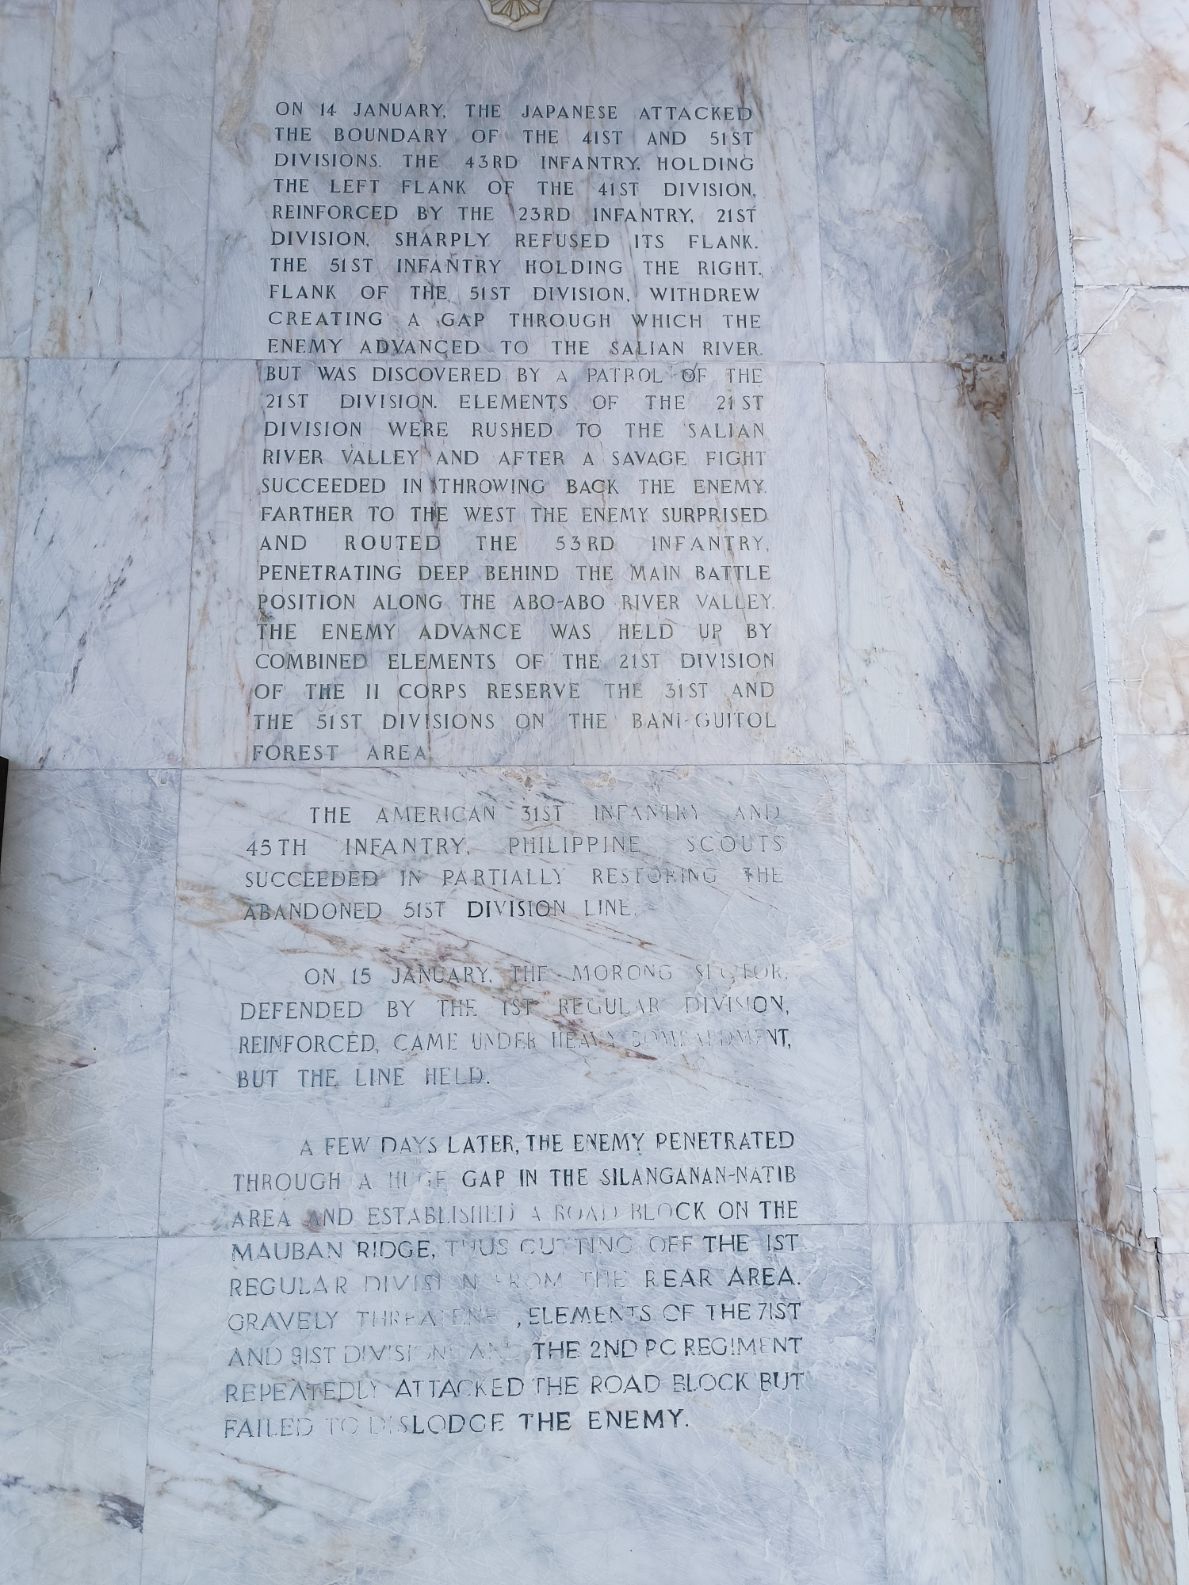 ON 14 JANUARY, THE JAPANESE ATTACKED
THE BOUNDARY OF THE 41ST AND 51ST
DIVISIONS. THE 43RD INFANTRY, HOLDING
THE LEFT FLANK OF THE 41ST DIVISION,
REINFORCED BY THE 23RD INFANTRY, 21ST
DIVISION, SHARPLY REFUSED ITS FLANK.
THE 51ST INFANTRY HOLDING THE RIGHT,
FLANK OF THE 51ST DIVISION, WITHDREW
CREATING A GAP THROUGH WHICH THE
ENEMY ADVANCED TO THE SALIAN RIVER.
BUT WAS DISCOVERED BY A PATROL OF THE
21ST DIVISION. ELEMENTS OF THE 21ST
DIVISION WERE RUSHED TO THE SALIAN
RIVER VALLEY AND AFTER A SAVAGE FIGHT
SUCCEEDED IN THROWING BACK THE ENEMY.
FARTHER TO THE WEST THE ENEMY SURPRISED
AND ROUTED THE 53RD INFANTRY,
PENETRATING DEEP BEHIND THE MAIN BATTLE
POSITION ALONG THE ABO-ABO RIVER VALLEY.
THE ENEMY ADVANCE WAS HELD UP BY
COMBINED ELEMENTS OF THE 21ST DIVISION
OF THE II CORPS RESERVE THE 31ST AND
THE 51ST DIVISIONS ON THE BANI-GUITOL
FOREST AREA.
THE AMERICAN 31ST INFANTRY AND
45TH INFANTRY, PHILIPPINE SCOUTS
SUCCEEDED IN PARTIALLY RESTORING THE
ABANDONED 51ST DIVISION LINE.
ON 15 JANUARY, THE MORONG SECTOR,
DEFENDED BY THE 1ST REGULAR DIVISION,
REINFORCED, CAME UNDER HEAVY BOMBARDMENT,
BUT THE LINE HELD.
A FEW DAYS LATER, THE ENEMY PENETRATED
THROUGH A HUGE GAP IN THE SILANGANAN-NATIB
AREA AND ESTABLISHED A ROAD BLOCK ON THE
MAUBAN RIDGE, THUS CUTTING OFF THE 1ST
REGULAR DIVISION FROM THE REAR AREA.
GRAVELY THREATENED, ELEMENTS OF THE 71ST
AND 91ST DIVISIONS AND THE 2ND PC REGIMENT
REPEATEDLY ATTACKED THE ROAD BLOCK BUT
FAILED TO DISLODGE THE ENEMY.